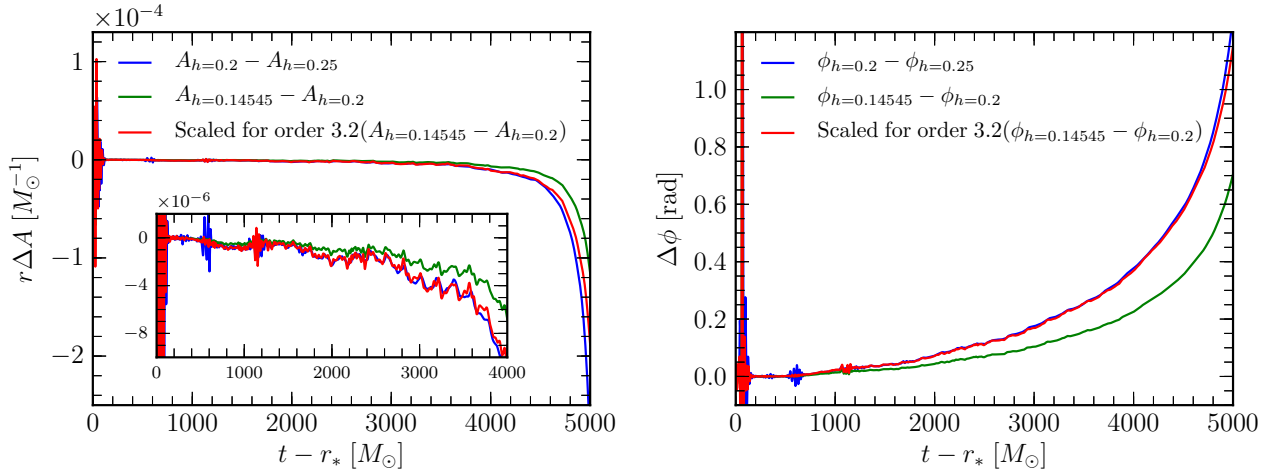 ×10⁻⁴
1
0
−1
−2
r ΔA [M_⊙⁻¹]
A_{h=0.2} − A_{h=0.25}
A_{h=0.14545} − A_{h=0.2}
Scaled for order 3.2(A_{h=0.14545} − A_{h=0.2})
×10⁻⁶
0
−4
−8
0 1000 2000 3000 4000
0 1000 2000 3000 4000 5000
t − r_* [M_⊙]
1.0
0.8
0.6
0.4
0.2
0.0
Δϕ [rad]
ϕ_{h=0.2} − ϕ_{h=0.25}
ϕ_{h=0.14545} − ϕ_{h=0.2}
Scaled for order 3.2(ϕ_{h=0.14545} − ϕ_{h=0.2})
0 1000 2000 3000 4000 5000
t − r_* [M_⊙]